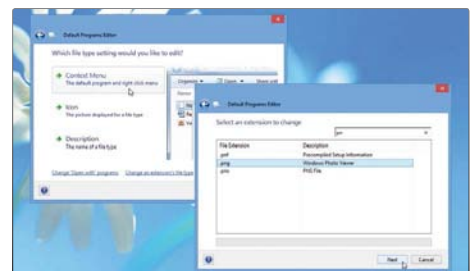 Default Programs Editor
Which file type setting would you like to edit?
Context Menu
The default program and right click menu
Icon
The picture displayed for a file type
Description
The name of a file type
Organize
Open
Default Programs Editor
Select an extension to change
File Extension Description
.pnf Precompiled Setup Information
.png Windows Photo Viewer
.pns PNS File
Next Cancel